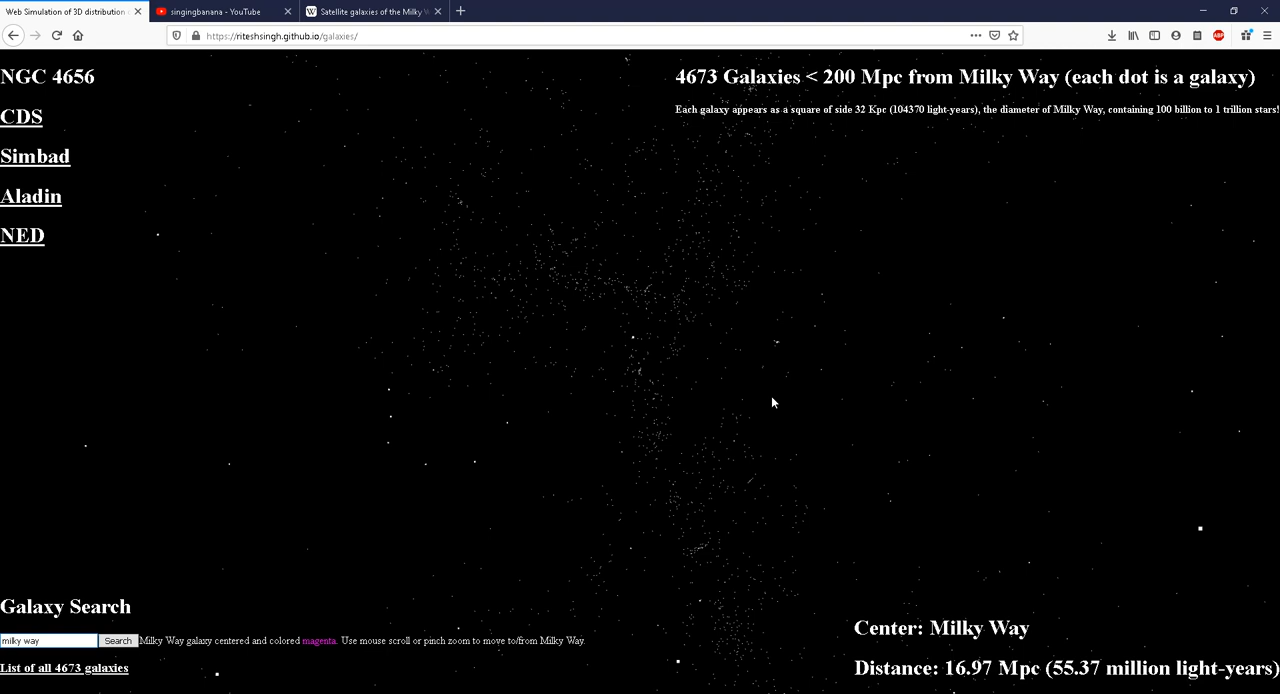 Web Simulation of 3D distribution
singingbanana - YouTube
Satellite galaxies of the Milky W
https://riteshsingh.github.io/galaxies/
ABP
NGC 4656
4673 Galaxies < 200 Mpc from Milky Way (each dot is a galaxy)
CDS
Each galaxy appears as a square of side 32 Kpc (104370 light-years), the diameter of Milky Way, containing 100 billion to 1 trillion stars!
Simbad
Aladin
NED
Galaxy Search
milky way Search Milky Way galaxy centered and colored magenta. Use mouse scroll or pinch zoom to move to/from Milky Way.
Center: Milky Way
List of all 4673 galaxies
Distance: 16.97 Mpc (55.37 million light-years)